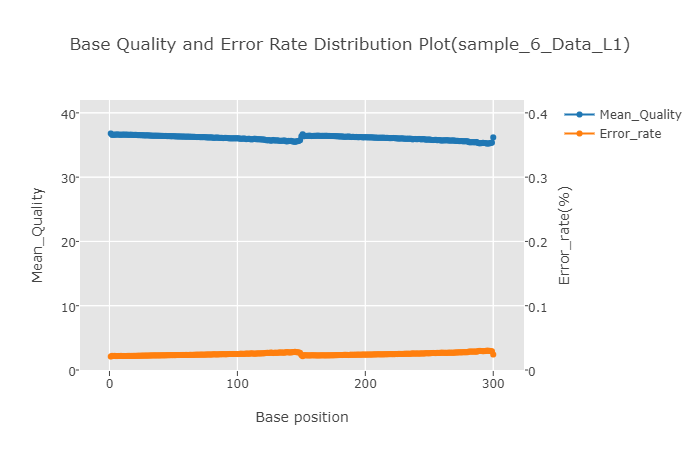 Base Quality and Error Rate Distribution Plot(sample_6_Data_L1)
Mean_Quality
Error_rate
40
30
20
10
0
0.4
0.3
0.2
0.1
0
Mean_Quality
Error_rate(%)
0
100
200
300
Base position